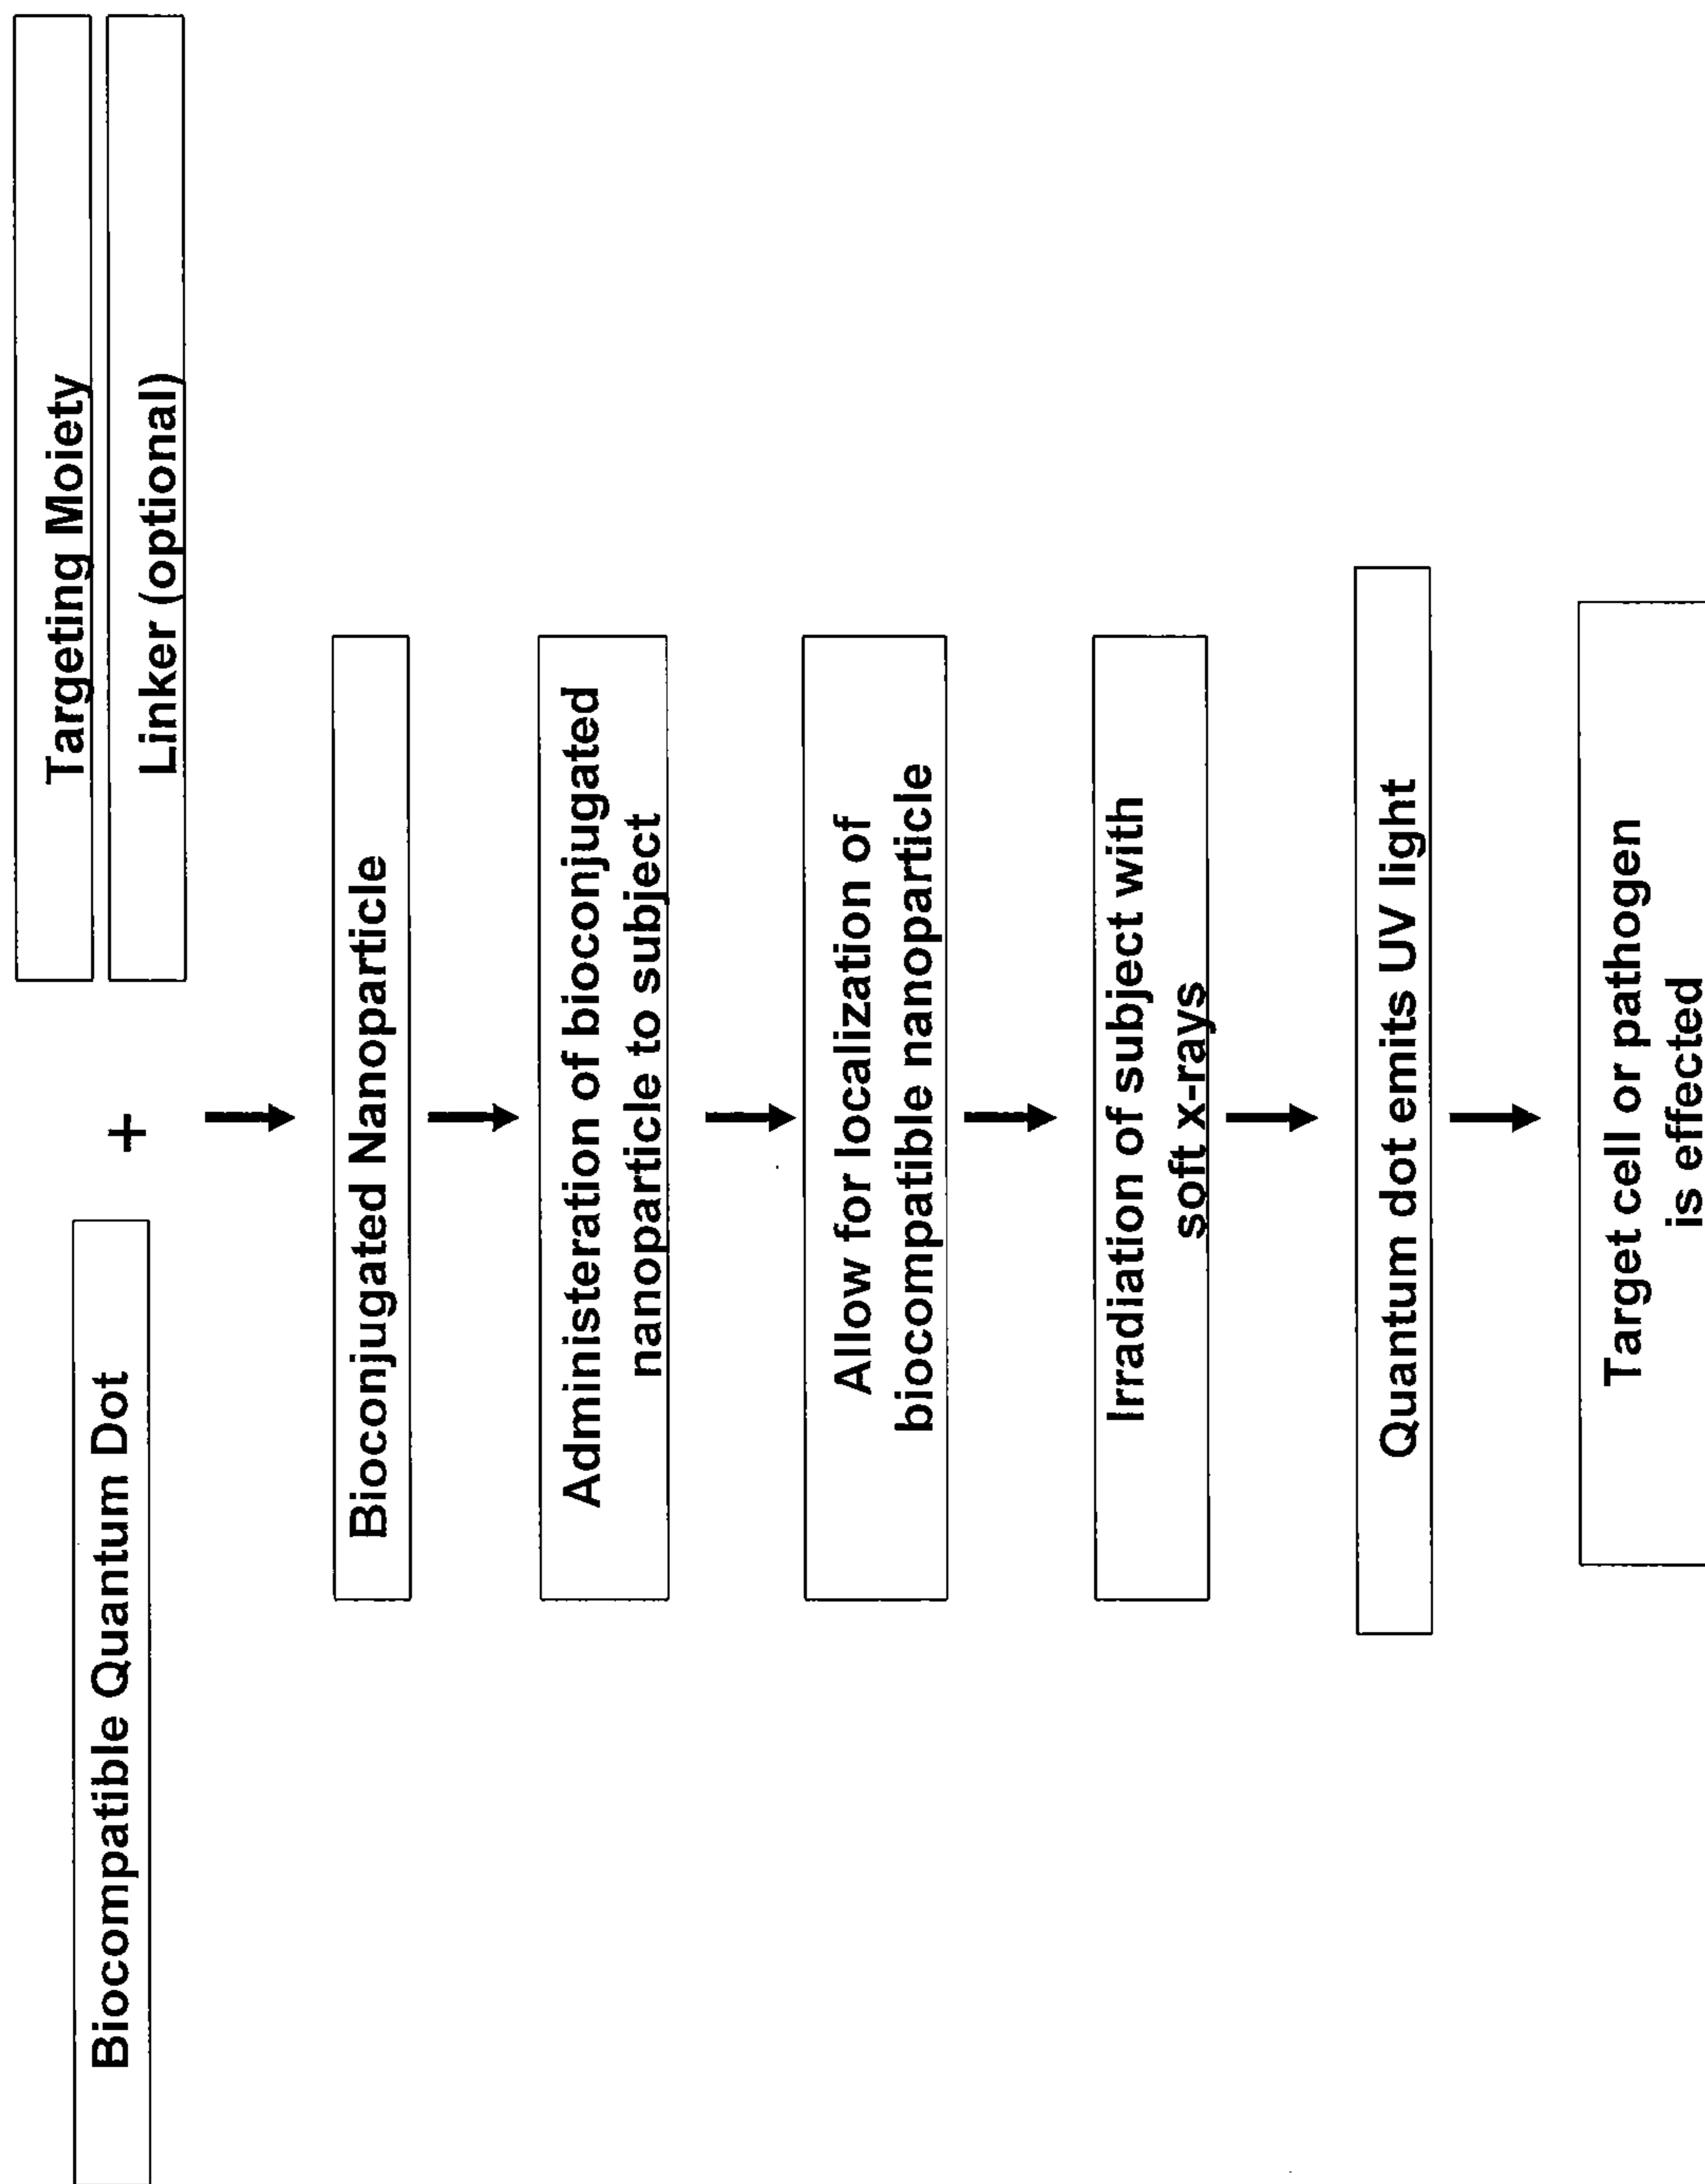 Biocompatible Quantum Dot
+
Targeting Moiety
Linker (optional)
Bioconjugated Nanoparticle
Administeration of bioconjugated
nanoparticle to subject
Allow for localization of
biocompatible nanoparticle
Irradiation of subject with
soft x-rays
Quantum dot emits UV light
Target cell or pathogen
is effected